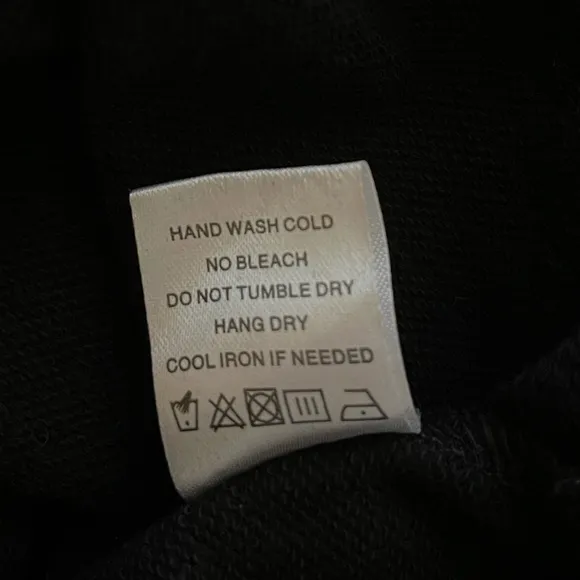 HAND WASH COLD
NO BLEACH
DO NOT TUMBLE DRY
HANG DRY
COOL IRON IF NEEDED